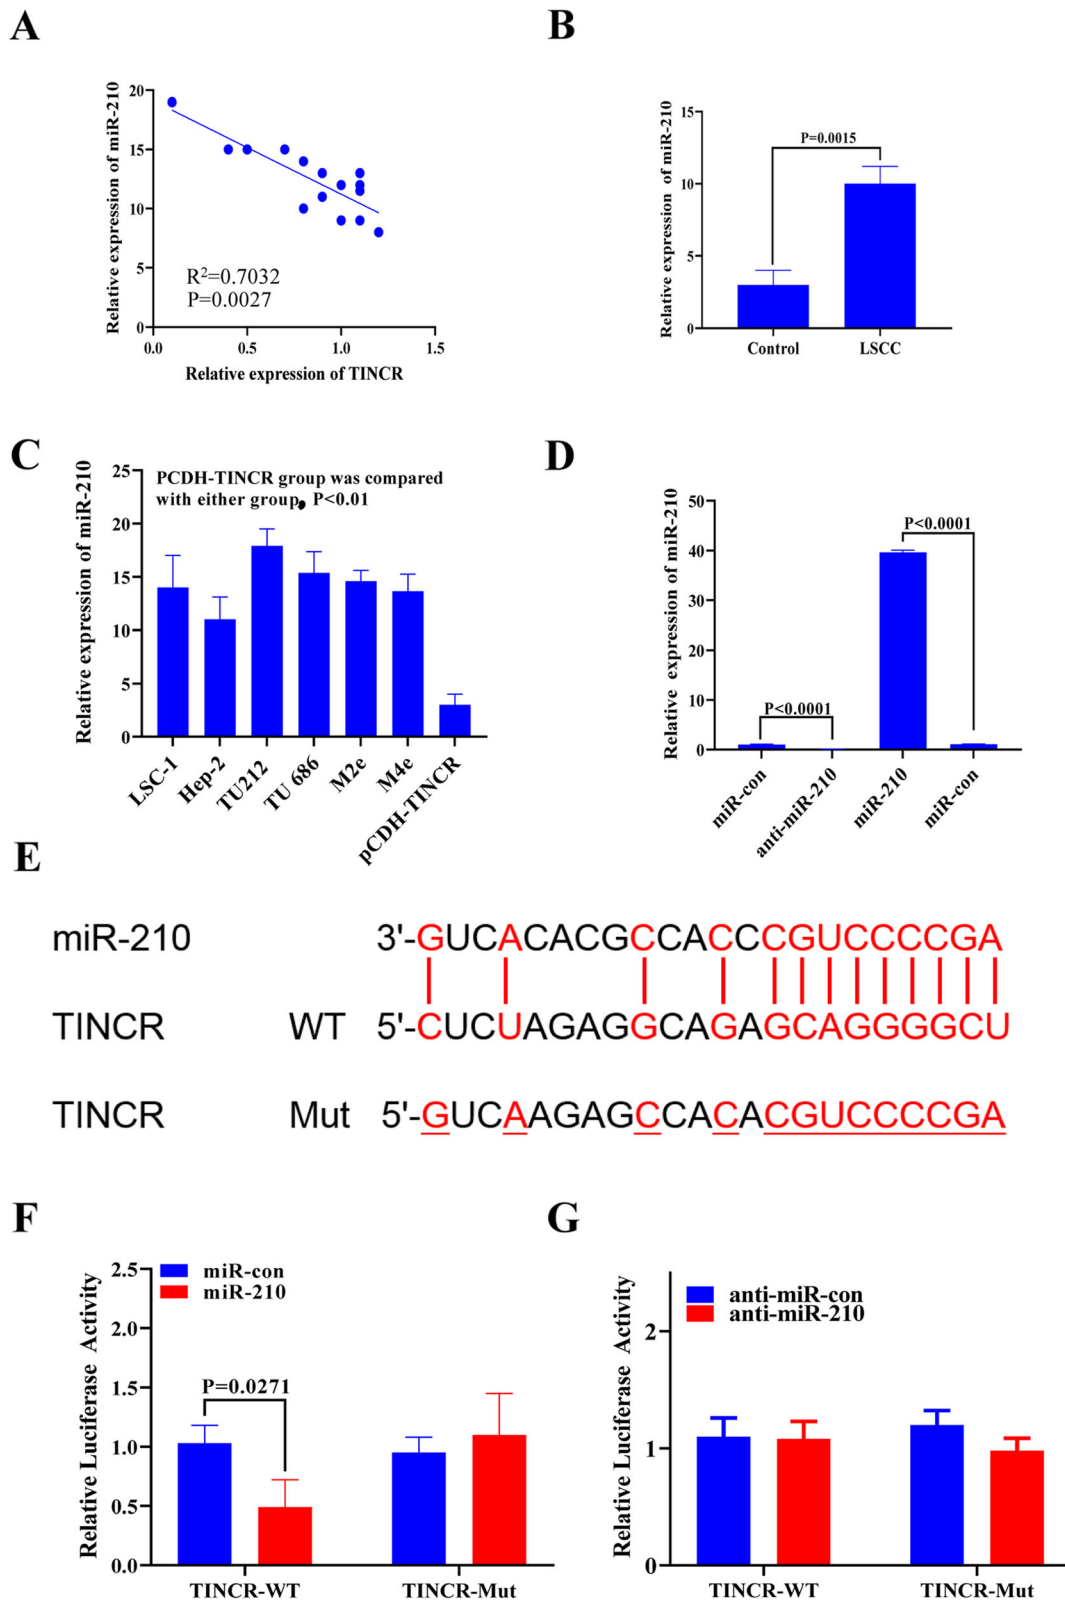 A
Relative expression of miR-210
20
15
10
5
0
R²=0.7032
P=0.0027
0.0 0.5 1.0 1.5
Relative expression of TINCR
B
Relative expression of miR-210
15
10
5
0
P=0.0015
Control LSCC
C
Relative expression of miR-210
25
20
15
10
5
0
PCDH-TINCR group was compared
with either group, P<0.01
LSC-1 Hep-2 TU212 TU 686 M2e M4e pCDH-TINCR
D
Relative expression of miR-210
50
40
30
20
10
0
P<0.0001
P<0.0001
miR-con anti-miR-210 miR-210 miR-con
E
miR-210 3'-GUCACACGCCACCCGUCCCCGA
TINCR WT 5'-CUCUAGAGGCAGAGCAGGGGCU
TINCR Mut 5'-GUCAAGAGCCACACGUCCCCGA
F
Relative Luciferase Activity
2.5
2.0
1.5
1.0
0.5
0.0
miR-con
miR-210
P=0.0271
TINCR-WT TINCR-Mut
G
Relative Luciferase Activity
2
1
0
anti-miR-con
anti-miR-210
TINCR-WT TINCR-Mut